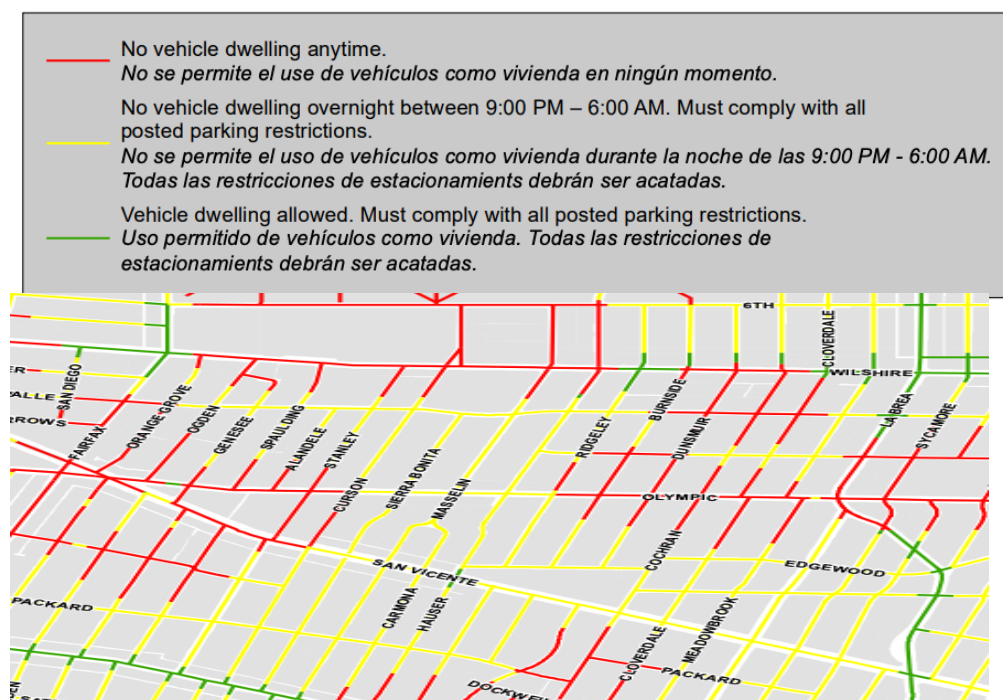 No vehicle dwelling anytime.
No se permite el use de vehículos como vivienda en ningún momento.
No vehicle dwelling overnight between 9:00 PM – 6:00 AM. Must comply with all
posted parking restrictions.
No se permite el uso de vehículos como vivienda durante la noche de las 9:00 PM - 6:00 AM.
Todas las restricciones de estacionamients debrán ser acatadas.
Vehicle dwelling allowed. Must comply with all posted parking restrictions.
Uso permitido de vehículos como vivienda. Todas las restricciones de
estacionamients debrán ser acatadas.
6TH
CLOVERDALE
WILSHIRE
SAN DIEGO
FAIRFAX
ORANGE GROVE
OGDEN
GENESEE
SPAULDING
ALANDELE
STANLEY
CURSON
SIERRA BONITA
MASSELIN
RIDGELEY
BURNSIDE
DUNSMUIR
LA BREA
SYCAMORE
OLYMPIC
SAN VICENTE
COCHRAN
EDGEWOOD
PACKARD
CARMONA
HAUSER
CLOVERDALE
MEADOWBROOK
PACKARD